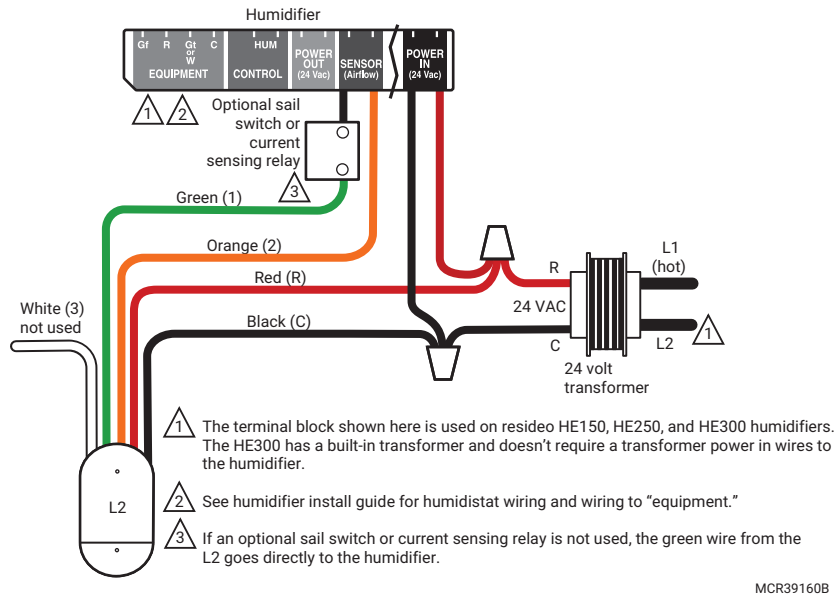 Humidifier
Gf R Gt or W C
EQUIPMENT
HUM
CONTROL
POWER OUT (24 Vac)
SENSOR (Airflow)
POWER IN (24 Vac)
1
2
Optional sail
switch or
current
sensing relay
3
Green (1)
Orange (2)
Red (R)
Black (C)
White (3)
not used
R
24 VAC
C
L1
(hot)
L2
1
24 volt
transformer
L2
1 The terminal block shown here is used on resideo HE150, HE250, and HE300 humidifiers.
The HE300 has a built-in transformer and doesn't require a transformer power in wires to
the humidifier.
2 See humidifier install guide for humidistat wiring and wiring to “equipment.”
3 If an optional sail switch or current sensing relay is not used, the green wire from the
L2 goes directly to the humidifier.
MCR39160B